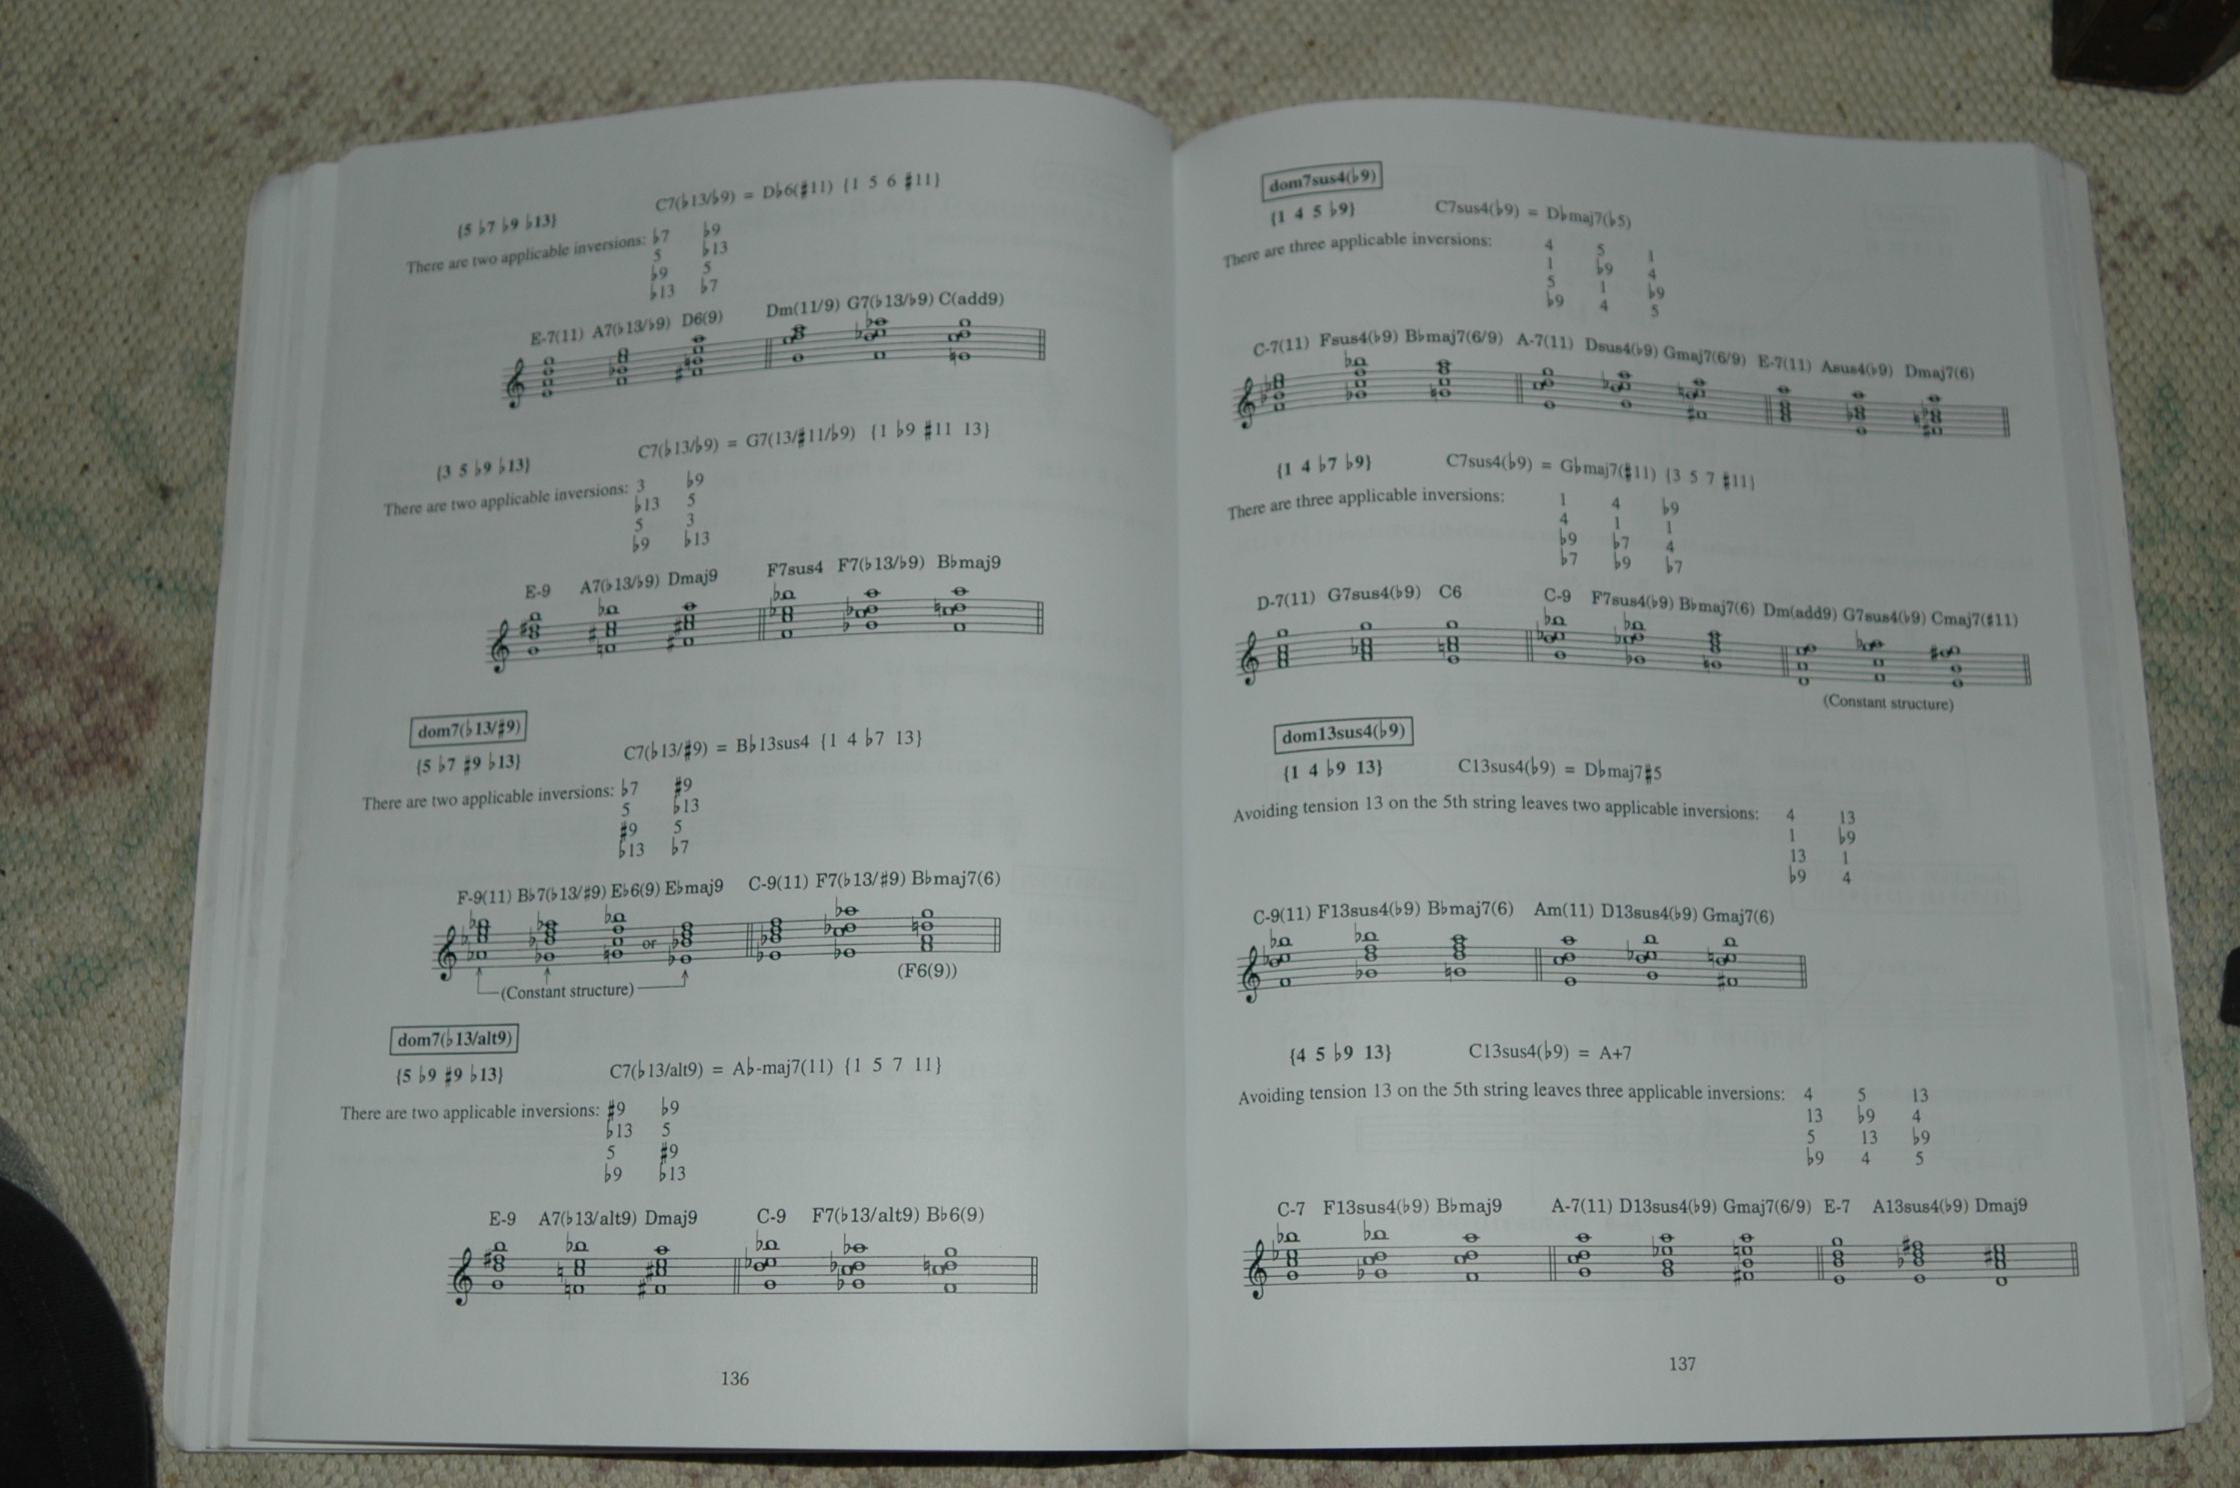 C7(♭13/♭9) = D♭6(♯11) {1 5 6 ♯11}
{5 ♭7 ♭9 ♭13}
There are two applicable inversions: ♭7 ♭9
5 ♭13
♭9 5
♭13 ♭7
E-7(11) A7(♭13/♭9) D6(9) Dm(11/9) G7(♭13/♭9) C(add9)
C7(♭13/♭9) = G7(13/♯11/♭9) {1 ♭9 ♯11 13}
{3 5 ♭9 ♭13}
There are two applicable inversions: 3 ♭9
♭13 5
5 3
♭9 ♭13
E-9 A7(♭13/♭9) Dmaj9 F7sus4 F7(♭13/♭9) B♭maj9
dom7(♭13/♯9)
{5 ♭7 ♯9 ♭13} C7(♭13/♯9) = B♭13sus4 {1 4 ♭7 13}
There are two applicable inversions: ♭7 ♯9
5 ♭13
♯9 5
♭13 ♭7
F-9(11) B♭7(♭13/♯9) E♭6(9) E♭maj9 C-9(11) F7(♭13/♯9) B♭maj7(6)
or
(Constant structure) (F6(9))
dom7(♭13/alt9)
{5 ♭9 ♯9 ♭13} C7(♭13/alt9) = A♭-maj7(11) {1 5 7 11}
There are two applicable inversions: ♯9 ♭9
♭13 5
5 ♯9
♭9 ♭13
E-9 A7(♭13/alt9) Dmaj9 C-9 F7(♭13/alt9) B♭6(9)
136
dom7sus4(♭9)
{1 4 5 ♭9} C7sus4(♭9) = D♭maj7(♭5)
There are three applicable inversions: 4 5 1
1 ♭9 4
5 1 ♭9
♭9 4 5
C-7(11) Fsus4(♭9) B♭maj7(6/9) A-7(11) Dsus4(♭9) Gmaj7(6/9) E-7(11) Asus4(♭9) Dmaj7(6)
{1 4 ♭7 ♭9} C7sus4(♭9) = G♭maj7(♯11) {3 5 7 ♯11}
There are three applicable inversions: 1 4 ♭9
4 1 1
♭9 ♭7 4
♭7 ♭9 ♭7
D-7(11) G7sus4(♭9) C6 C-9 F7sus4(♭9) B♭maj7(6) Dm(add9) G7sus4(♭9) Cmaj7(♯11)
(Constant structure)
dom13sus4(♭9)
{1 4 ♭9 13} C13sus4(♭9) = D♭maj7♯5
Avoiding tension 13 on the 5th string leaves two applicable inversions: 4 13
1 ♭9
13 1
♭9 4
C-9(11) F13sus4(♭9) B♭maj7(6) Am(11) D13sus4(♭9) Gmaj7(6)
{4 5 ♭9 13} C13sus4(♭9) = A+7
Avoiding tension 13 on the 5th string leaves three applicable inversions: 4 5 13
13 ♭9 4
5 13 ♭9
♭9 4 5
C-7 F13sus4(♭9) B♭maj9 A-7(11) D13sus4(♭9) Gmaj7(6/9) E-7 A13sus4(♭9) Dmaj9
137